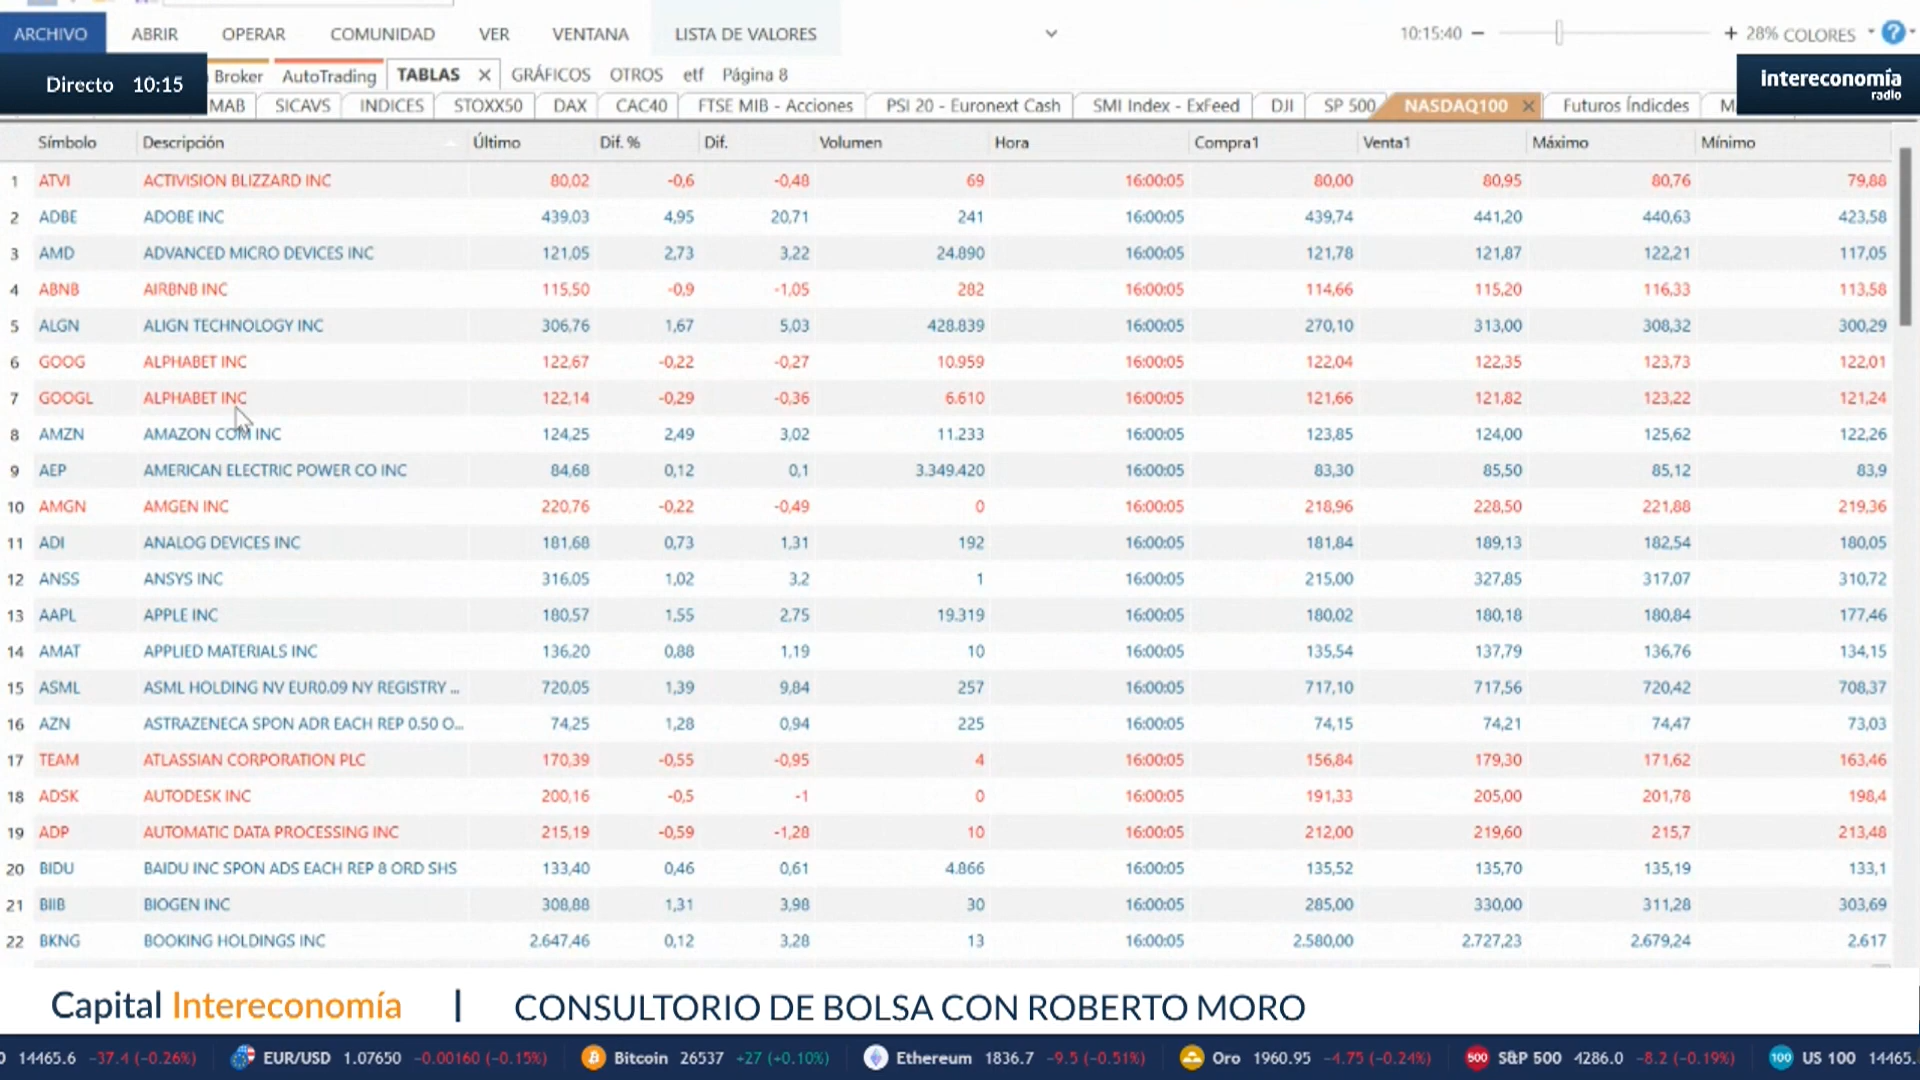 ARCHIVO ABRIR OPERAR COMUNIDAD VER VENTANA LISTA DE VALORES 10:15:40 − + 28% COLORES ?
Directo 10:15 Broker AutoTrading TABLAS × GRÁFICOS OTROS etf Página 8 intereconomía
radio
MAB SICAVS INDICES STOXX50 DAX CAC40 FTSE MIB - Acciones PSI 20 - Euronext Cash SMI Index - ExFeed DJI SP 500 NASDAQ100 × Futuros Índicdes
Símbolo Descripción Último Dif. % Dif. Volumen Hora Compra1 Venta1 Máximo Mínimo
1 ATVI ACTIVISION BLIZZARD INC 80,02 -0,6 -0,48 69 16:00:05 80,00 80,95 80,76 79,88
2 ADBE ADOBE INC 439,03 4,95 20,71 241 16:00:05 439,74 441,20 440,63 423,58
3 AMD ADVANCED MICRO DEVICES INC 121,05 2,73 3,22 24.890 16:00:05 121,78 121,87 122,21 117,05
4 ABNB AIRBNB INC 115,50 -0,9 -1,05 282 16:00:05 114,66 115,20 116,33 113,58
5 ALGN ALIGN TECHNOLOGY INC 306,76 1,67 5,03 428.839 16:00:05 270,10 313,00 308,32 300,29
6 GOOG ALPHABET INC 122,67 -0,22 -0,27 10.959 16:00:05 122,04 122,35 123,73 122,01
7 GOOGL ALPHABET INC 122,14 -0,29 -0,36 6.610 16:00:05 121,66 121,82 123,22 121,24
8 AMZN AMAZON COM INC 124,25 2,49 3,02 11.233 16:00:05 123,85 124,00 125,62 122,26
9 AEP AMERICAN ELECTRIC POWER CO INC 84,68 0,12 0,1 3.349.420 16:00:05 83,30 85,50 85,12 83,9
10 AMGN AMGEN INC 220,76 -0,22 -0,49 0 16:00:05 218,96 228,50 221,88 219,36
11 ADI ANALOG DEVICES INC 181,68 0,73 1,31 192 16:00:05 181,84 189,13 182,54 180,05
12 ANSS ANSYS INC 316,05 1,02 3,2 1 16:00:05 215,00 327,85 317,07 310,72
13 AAPL APPLE INC 180,57 1,55 2,75 19.319 16:00:05 180,02 180,18 180,84 177,46
14 AMAT APPLIED MATERIALS INC 136,20 0,88 1,19 10 16:00:05 135,54 137,79 136,76 134,15
15 ASML ASML HOLDING NV EUR0.09 NY REGISTRY ... 720,05 1,39 9,84 257 16:00:05 717,10 717,56 720,42 708,37
16 AZN ASTRAZENECA SPON ADR EACH REP 0.50 O... 74,25 1,28 0,94 225 16:00:05 74,15 74,21 74,47 73,03
17 TEAM ATLASSIAN CORPORATION PLC 170,39 -0,55 -0,95 4 16:00:05 156,84 179,30 171,62 163,46
18 ADSK AUTODESK INC 200,16 -0,5 -1 0 16:00:05 191,33 205,00 201,78 198,4
19 ADP AUTOMATIC DATA PROCESSING INC 215,19 -0,59 -1,28 10 16:00:05 212,00 219,60 215,7 213,48
20 BIDU BAIDU INC SPON ADS EACH REP 8 ORD SHS 133,40 0,46 0,61 4.866 16:00:05 135,52 135,70 135,19 133,1
21 BIIB BIOGEN INC 308,88 1,31 3,98 30 16:00:05 285,00 330,00 311,28 303,69
22 BKNG BOOKING HOLDINGS INC 2.647,46 0,12 3,28 13 16:00:05 2.580,00 2.727,23 2.679,24 2.617
Capital Intereconomía | CONSULTORIO DE BOLSA CON ROBERTO MORO
0 14465.6 −37.4 (−0.26%) EUR/USD 1.07650 −0.00160 (−0.15%) Bitcoin 26537 +27 (+0.10%) Ethereum 1836.7 −9.5 (−0.51%) Oro 1960.95 −4.75 (−0.24%) 500 S&P 500 4286.0 −8.2 (−0.19%) 100 US 100 14465.